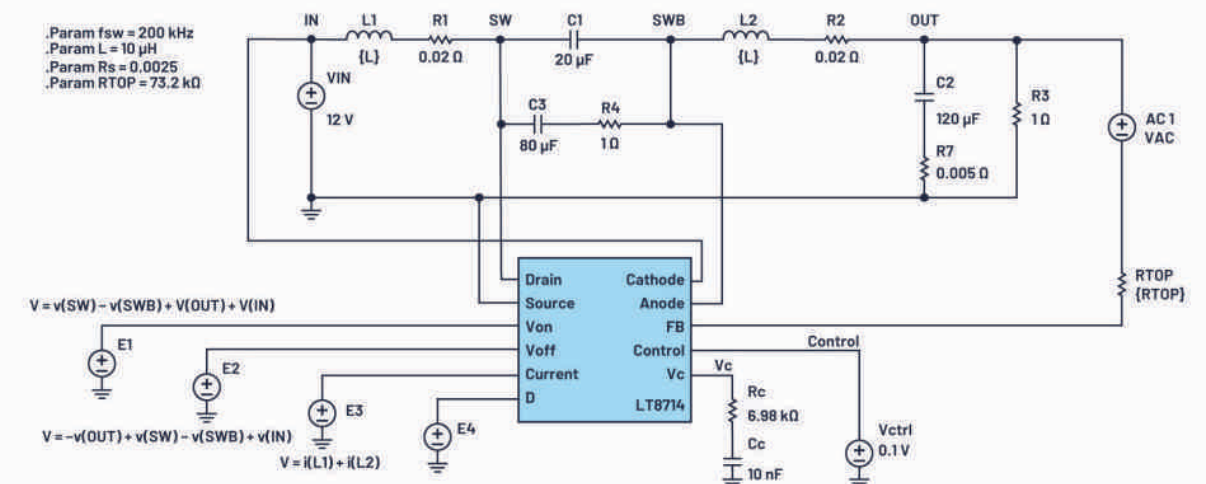 .Param fsw = 200 kHz
.Param L = 10 µH
.Param Rs = 0.0025
.Param RTOP = 73.2 kΩ
IN
L1
{L}
R1
0.02 Ω
SW
C1
20 µF
SWB
L2
{L}
R2
0.02 Ω
OUT
VIN
12 V
C3
80 µF
R4
1 Ω
C2
120 µF
R7
0.005 Ω
R3
1 Ω
AC 1
VAC
RTOP
{RTOP}
Drain
Source
Von
Voff
Current
D
Cathode
Anode
FB
Control
Vc
LT8714
V = v(SW) – v(SWB) + V(OUT) + V(IN)
E1
E2
V = –v(OUT) + v(SW) – v(SWB) + v(IN)
E3
V = i(L1) + i(L2)
E4
Control
Vc
Rc
6.98 kΩ
Cc
10 nF
Vctrl
0.1 V